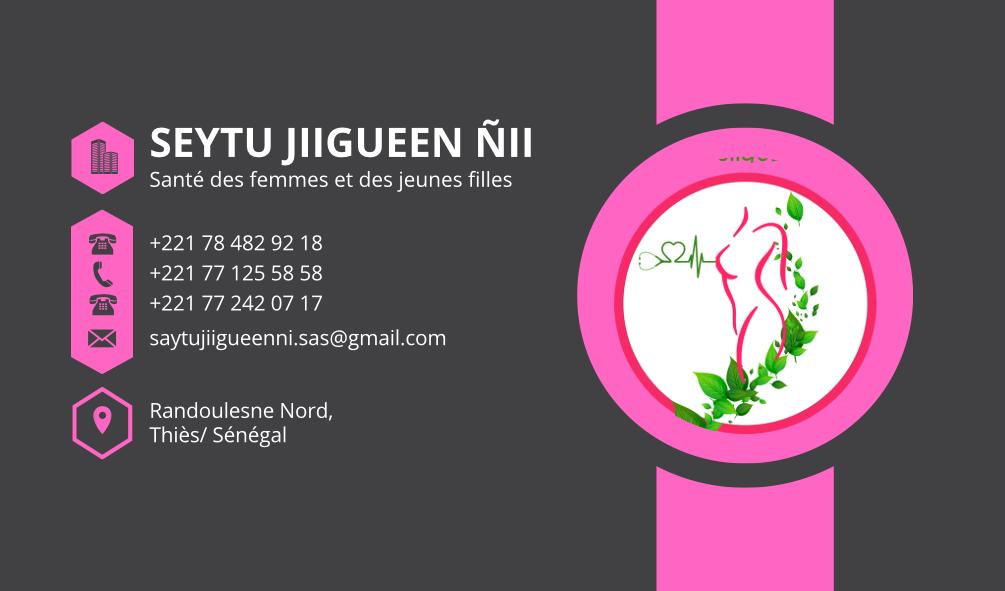 SEYTU JIIGUEEN ÑII
Santé des femmes et des jeunes filles
+221 78 482 92 18
+221 77 125 58 58
+221 77 242 07 17
saytujiigueenni.sas@gmail.com
Randoulesne Nord,
Thiès/ Sénégal